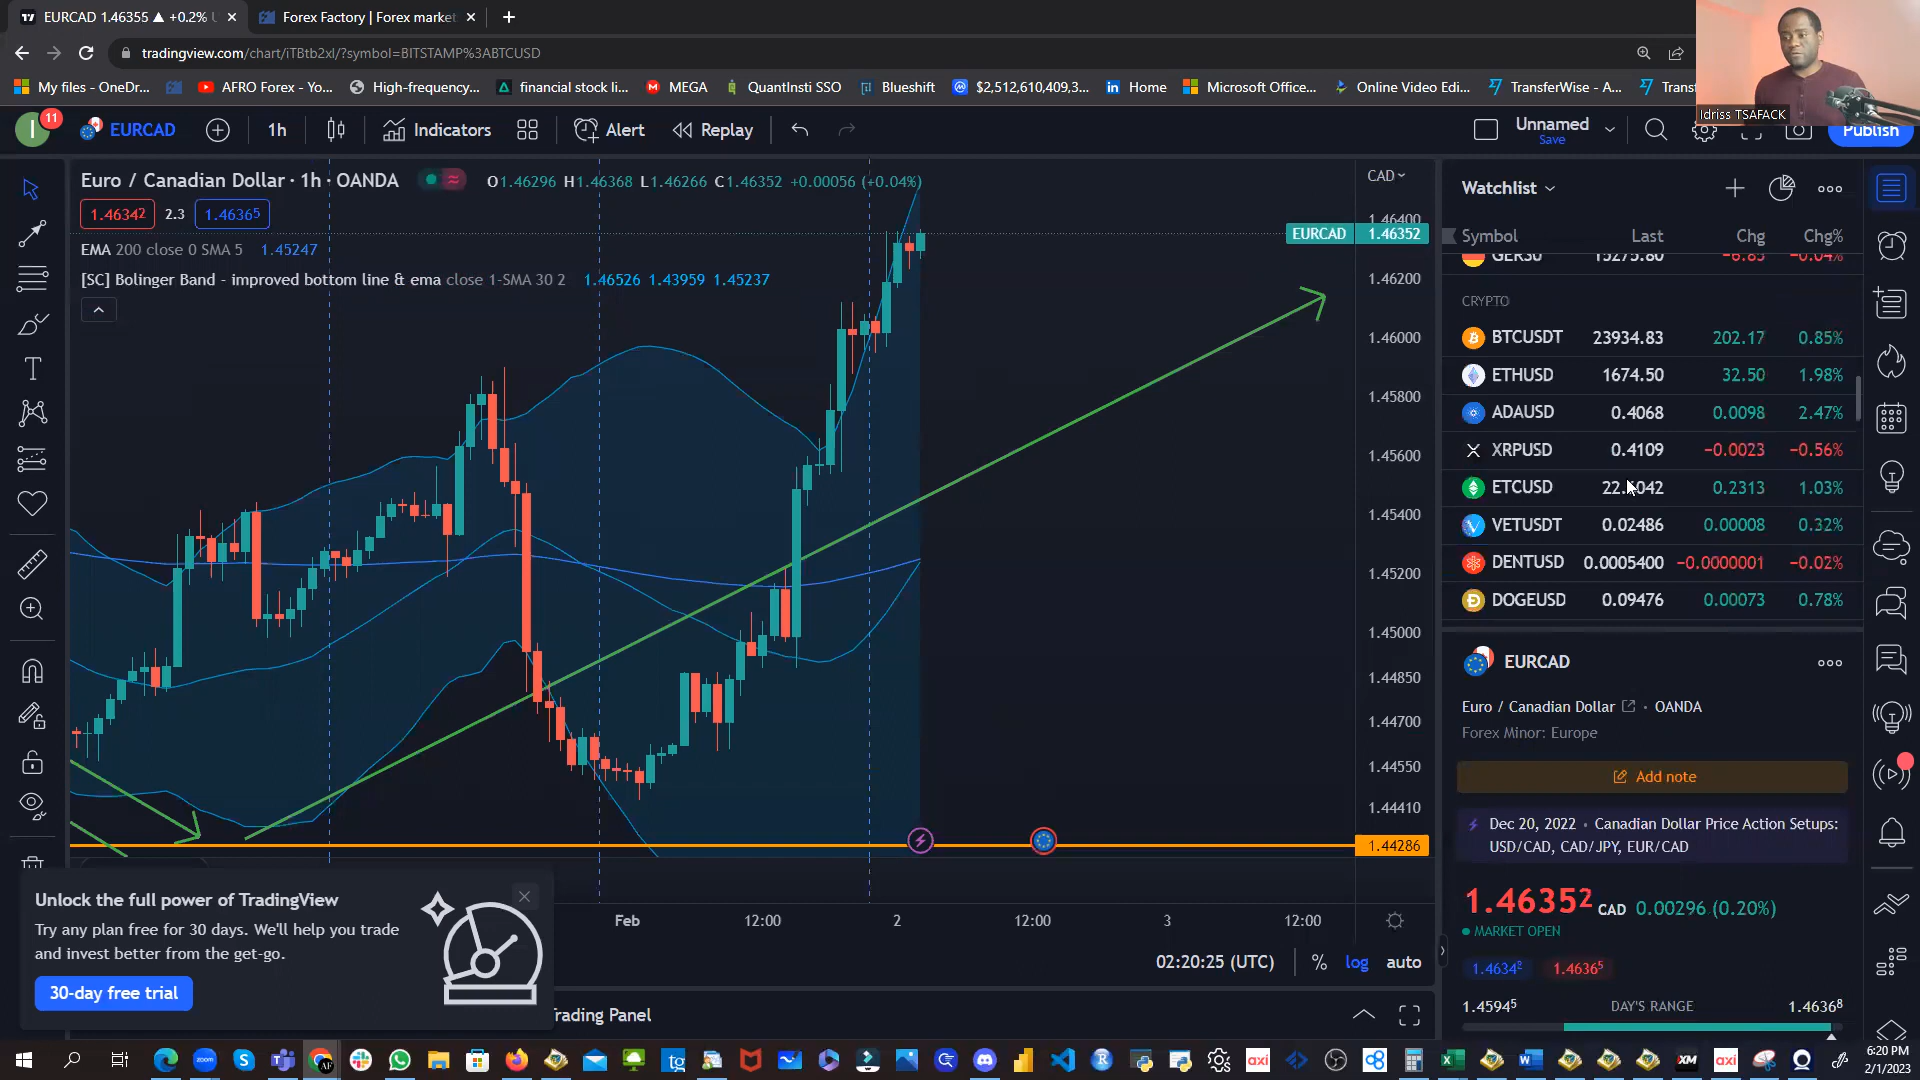 EURCAD 1.46355 ▲ +0.2%
Forex Factory | Forex market
tradingview.com/chart/iTBtb2xl/?symbol=BITSTAMP%3ABTCUSD
My files - OneDr...
AFRO Forex - Yo...
High-frequency...
financial stock li...
MEGA
QuantInsti SSO
Blueshift
$2,512,610,409,3...
Home
Microsoft Office...
Online Video Edi...
TransferWise - A...
Idriss TSAFACK
I
11
EURCAD
1h
Indicators
Alert
Replay
Unnamed
Save
Publish
Euro / Canadian Dollar · 1h · OANDA
O1.46296 H1.46368 L1.46266 C1.46352 +0.00056 (+0.04%)
1.46342 2.3 1.46365
EMA 200 close 0 SMA 5 1.45247
[SC] Bolinger Band - improved bottom line & ema close 1-SMA 30 2 1.46526 1.43959 1.45237
CAD
1.46400
EURCAD 1.46352
1.46200
1.46000
1.45800
1.45600
1.45400
1.45200
1.45000
1.44850
1.44700
1.44550
1.44410
1.44286
Feb 12:00 2 12:00 3 12:00
02:20:25 (UTC) % log auto
Unlock the full power of TradingView
Try any plan free for 30 days. We'll help you trade
and invest better from the get-go.
30-day free trial
Trading Panel
Watchlist
Symbol Last Chg Chg%
GER30 15275.80 −6.85 −0.04%
CRYPTO
BTCUSDT 23934.83 202.17 0.85%
ETHUSD 1674.50 32.50 1.98%
ADAUSD 0.4068 0.0098 2.47%
XRPUSD 0.4109 −0.0023 −0.56%
ETCUSD 0.2313 1.03%
VETUSDT 0.02486 0.00008 0.32%
DENTUSD 0.0005400 −0.0000001 −0.02%
DOGEUSD 0.09476 0.00073 0.78%
EURCAD
Euro / Canadian Dollar · OANDA
Forex Minor: Europe
Add note
Dec 20, 2022 · Canadian Dollar Price Action Setups:
USD/CAD, CAD/JPY, EUR/CAD
1.46352 CAD 0.00296 (0.20%)
MARKET OPEN
1.46342 1.46365
1.45945 DAY'S RANGE 1.46368
6:20 PM
2/1/2023